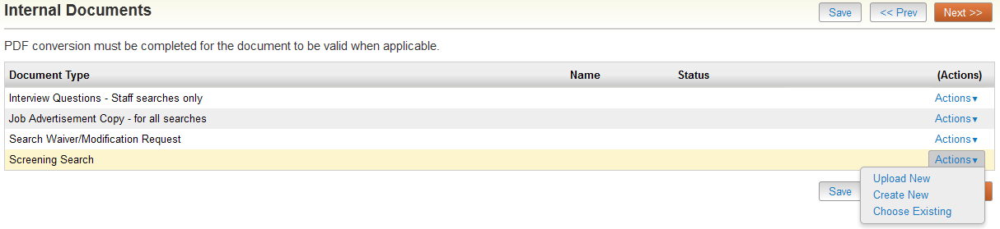 Internal Documents
Save << Prev Next >>
PDF conversion must be completed for the document to be valid when applicable.
Document Type Name Status (Actions)
Interview Questions - Staff searches only Actions▼
Job Advertisement Copy - for all searches Actions▼
Search Waiver/Modification Request Actions▼
Screening Search Actions▼
Upload New
Save
Create New
Choose Existing